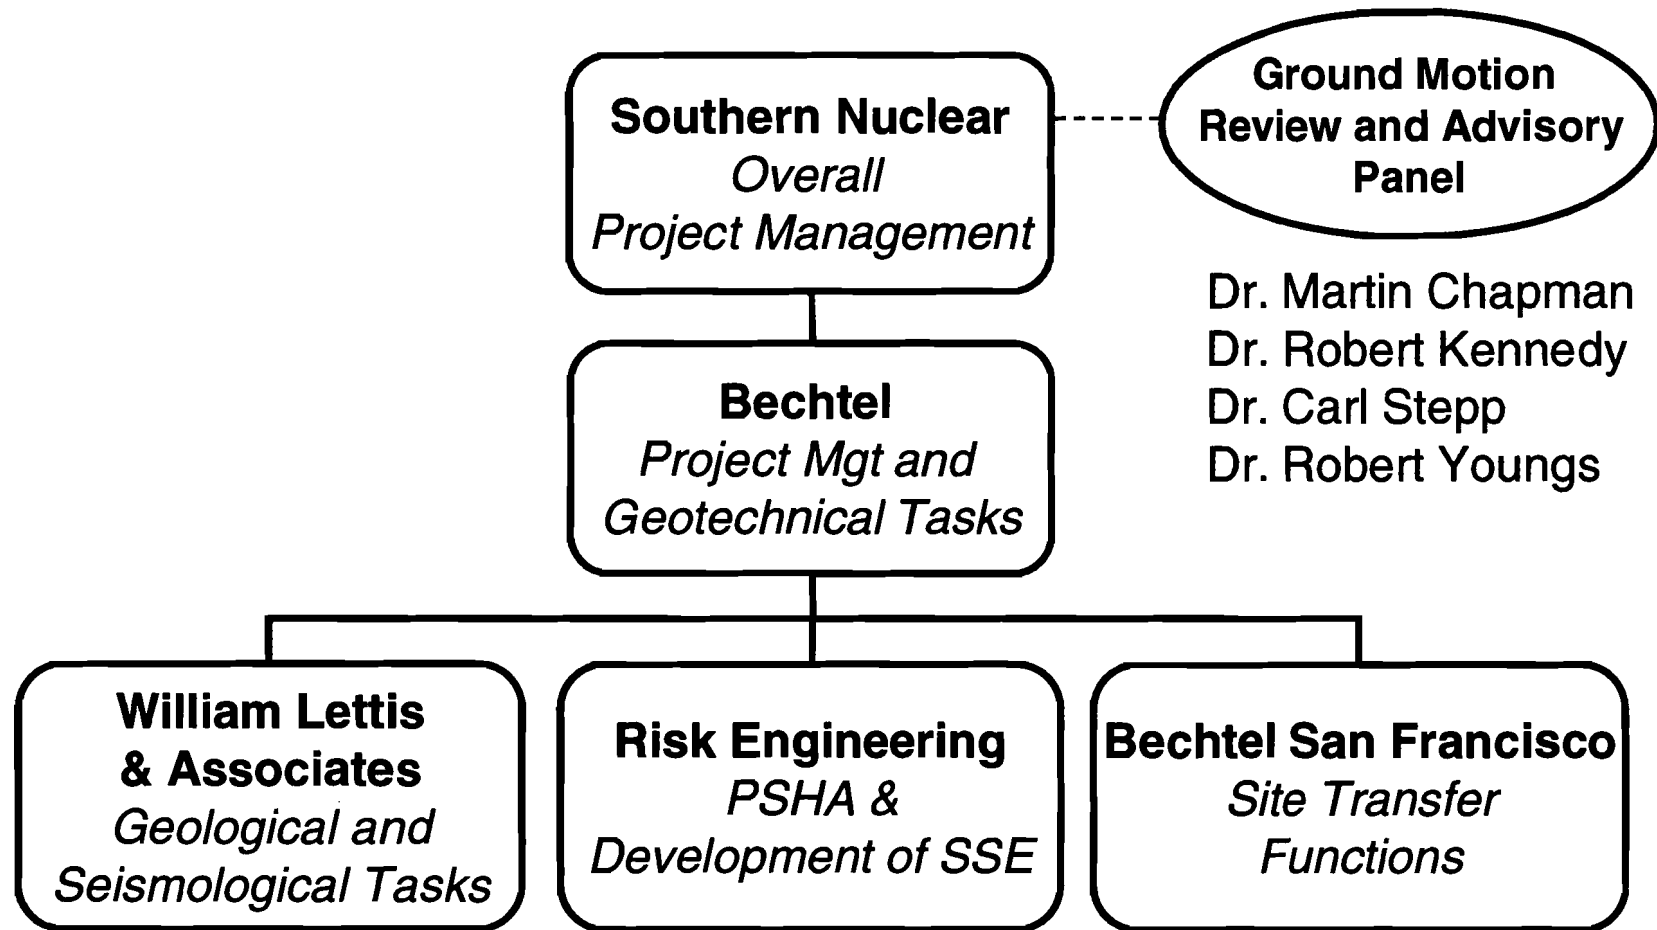 Southern Nuclear
Overall
Project Management
Ground Motion
Review and Advisory
Panel
Dr. Martin Chapman
Dr. Robert Kennedy
Dr. Carl Stepp
Dr. Robert Youngs
Bechtel
Project Mgt and
Geotechnical Tasks
William Lettis
& Associates
Geological and
Seismological Tasks
Risk Engineering
PSHA &
Development of SSE
Bechtel San Francisco
Site Transfer
Functions